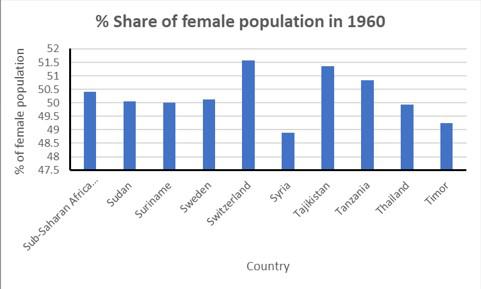 % Share of female population in 1960
% of female population
52
51.5
51
50.5
50
49.5
49
48.5
48
47.5
Sub-Saharan Africa...
Sudan
Suriname
Sweden
Switzerland
Syria
Tajikistan
Tanzania
Thailand
Timor
Country